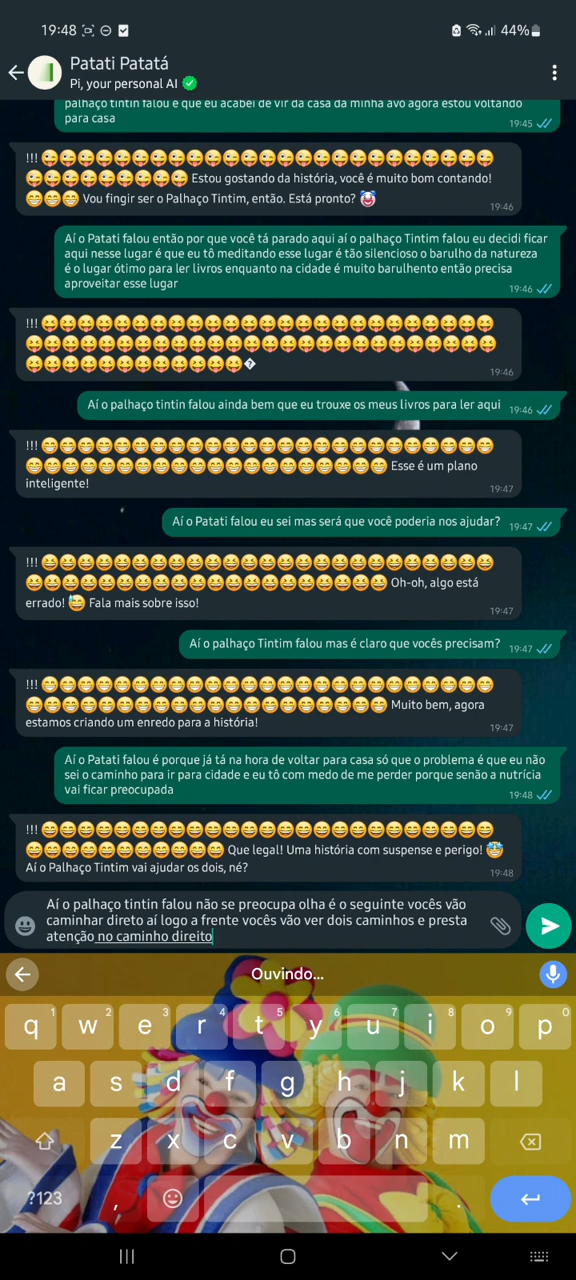 19:48 44%
Patati Patatá
Pi, your personal AI
palhaço tintin falou é que eu acabei de vir da casa da minha avó agora estou voltando
para casa
19:45
!!! 😜😜😜😜😜😜😜😜😜😜😜😜😜😜😜😜😜😜😜😜😜😜😜😜😜
😜😜😜😜😜😜😜😜😜 Estou gostando da história, você é muito bom contando!
😁😁😁 Vou fingir ser o Palhaço Tintim, então. Está pronto? 🤡
19:46
Aí o Patati falou então por que você tá parado aqui aí o palhaço Tintim falou eu decidi ficar
aqui nesse lugar é que eu tô meditando esse lugar é tão silencioso o barulho da natureza
é o lugar ótimo para ler livros enquanto na cidade é muito barulhento então precisa
aproveitar esse lugar
19:46
!!! 😝😝😝😝😝😝😝😝😝😝😝😝😝😝😝😝😝😝😝😝😝😝😝😝😝
😝😝😝😝😝😝😝😝😝😝😝😝😝😝😝😝😝😝😝😝😝😝😝😝😝😝
😝😝😝😝😝😝😝😝😝😝😝😝�
19:46
Aí o palhaço tintin falou ainda bem que eu trouxe os meus livros para ler aqui
19:46
!!! 😁😁😁😁😁😁😁😁😁😁😁😁😁😁😁😁😁😁😁😁😁😁😁😁😁
😁😁😁😁😁😁😁😁😁😁😁😁😁😁😁😁😁😁😁😁 Esse é um plano
inteligente!
19:47
Aí o Patati falou eu sei mas será que você poderia nos ajudar?
19:47
!!! 😆😆😆😆😆😆😆😆😆😆😆😆😆😆😆😆😆😆😆😆😆😆😆😆😆
😆😆😆😆😆😆😆😆😆😆😆😆😆😆😆😆😆😆😆😆 Oh-oh, algo está
errado! 😅 Fala mais sobre isso!
19:47
Aí o palhaço Tintim falou mas é claro que vocês precisam?
19:47
!!! 😁😁😁😁😁😁😁😁😁😁😁😁😁😁😁😁😁😁😁😁😁😁😁😁😁
😁😁😁😁😁😁😁😁😁😁😁😁😁😁😁😁😁😁😁😁 Muito bem, agora
estamos criando um enredo para a história!
19:47
Aí o Patati falou é porque já tá na hora de voltar para casa só que o problema é que eu não
sei o caminho para ir para cidade e eu tô com medo de me perder porque senão a nutrícia
vai ficar preocupada
19:48
!!! 😄😄😄😄😄😄😄😄😄😄😄😄😄😄😄😄😄😄😄😄😄😄😄😄😄
😄😄😄😄😄😄😄😄😄😄😄 Que legal! Uma história com suspense e perigo! 🤩
Aí o Palhaço Tintim vai ajudar os dois, né?
19:48
Aí o palhaço tintin falou não se preocupa olha é o seguinte vocês vão
caminhar direto aí logo a frente vocês vão ver dois caminhos e presta
atenção no caminho direito
Ouvindo...
q1 w2 e3 r4 t5 y6 u7 i8 o9 p0
a s d f g h j k l
z x c v b n m
?123 , .